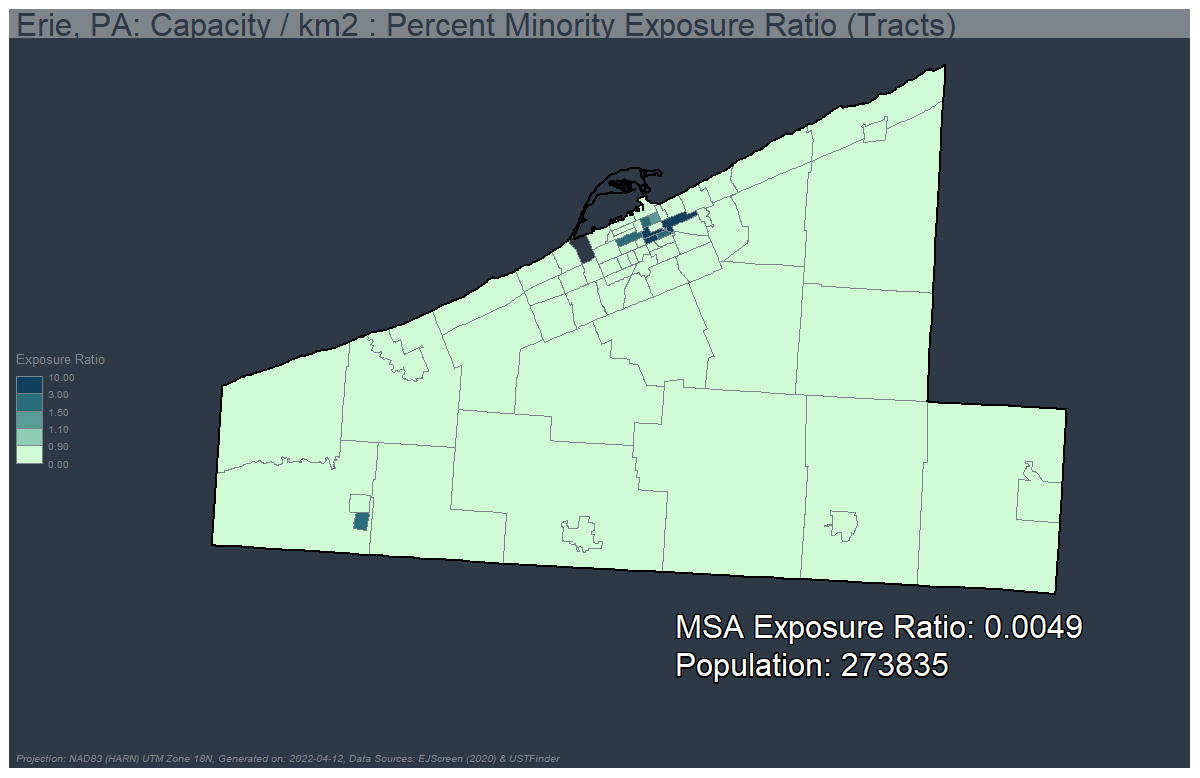 Erie, PA: Capacity / km2 : Percent Minority Exposure Ratio (Tracts)
Exposure Ratio
10.00
3.00
1.50
1.10
0.90
0.00
MSA Exposure Ratio: 0.0049
Population: 273835
Projection: NAD83 (HARN) UTM Zone 18N, Generated on: 2022-04-12, Data Sources: EJScreen (2020) & USTFinder